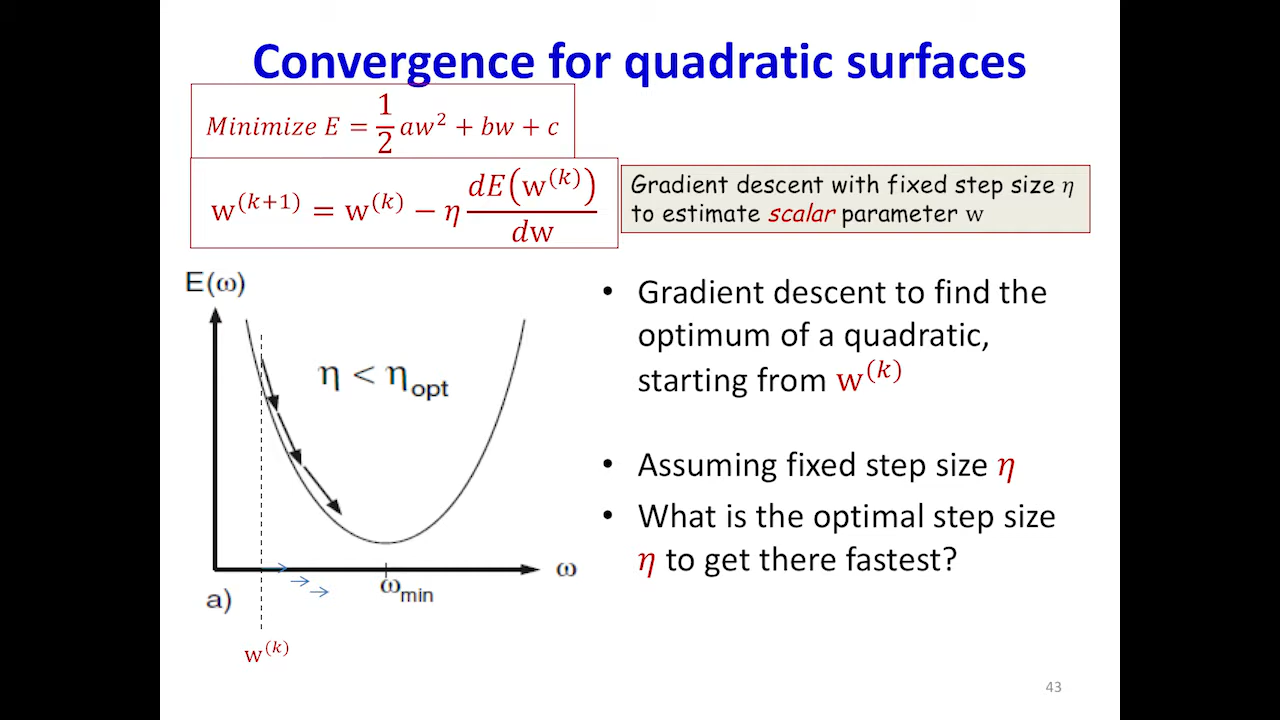 Convergence for quadratic surfaces
Minimize E = 1/2 aw² + bw + c
w^(k+1) = w^(k) − η dE(w^(k))/dw
Gradient descent with fixed step size η
to estimate scalar parameter w
E(ω)
η < η_opt
ω
ω_min
a)
w^(k)
• Gradient descent to find the
optimum of a quadratic,
starting from w^(k)
• Assuming fixed step size η
• What is the optimal step size
η to get there fastest?
43